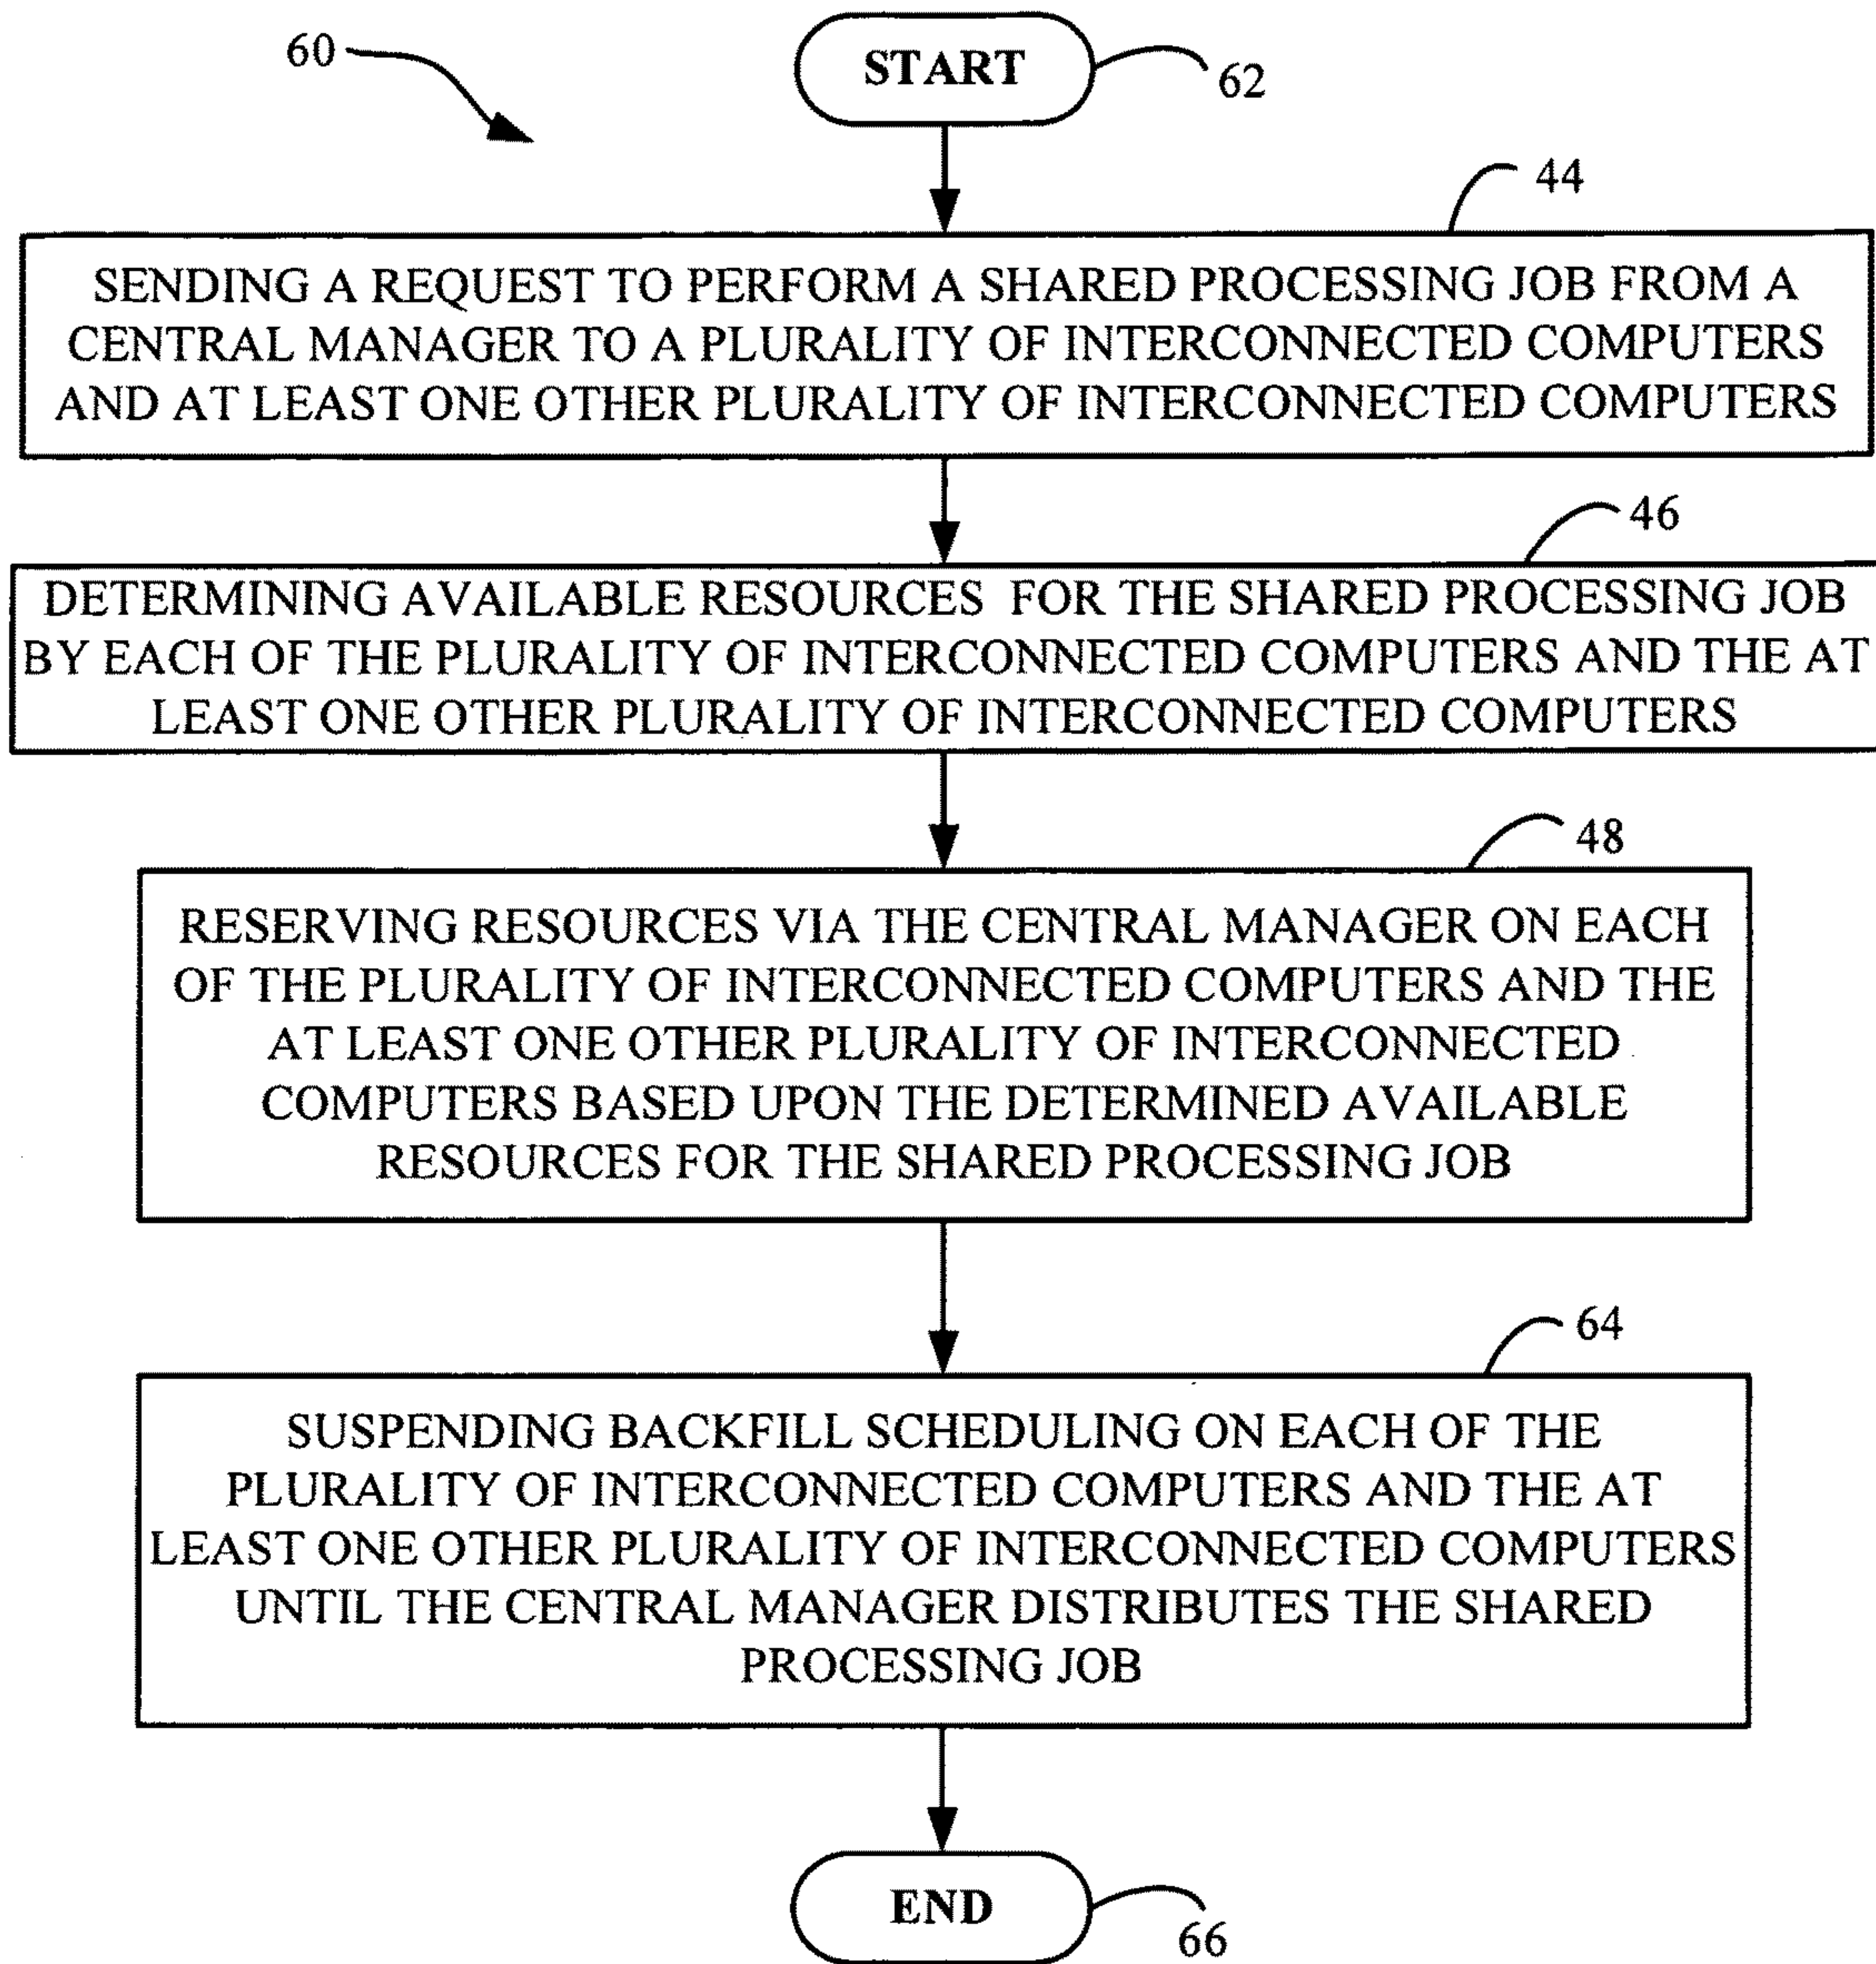 60
START
62
44
SENDING A REQUEST TO PERFORM A SHARED PROCESSING JOB FROM A
CENTRAL MANAGER TO A PLURALITY OF INTERCONNECTED COMPUTERS
AND AT LEAST ONE OTHER PLURALITY OF INTERCONNECTED COMPUTERS
46
DETERMINING AVAILABLE RESOURCES FOR THE SHARED PROCESSING JOB
BY EACH OF THE PLURALITY OF INTERCONNECTED COMPUTERS AND THE AT
LEAST ONE OTHER PLURALITY OF INTERCONNECTED COMPUTERS
48
RESERVING RESOURCES VIA THE CENTRAL MANAGER ON EACH
OF THE PLURALITY OF INTERCONNECTED COMPUTERS AND THE
AT LEAST ONE OTHER PLURALITY OF INTERCONNECTED
COMPUTERS BASED UPON THE DETERMINED AVAILABLE
RESOURCES FOR THE SHARED PROCESSING JOB
64
SUSPENDING BACKFILL SCHEDULING ON EACH OF THE
PLURALITY OF INTERCONNECTED COMPUTERS AND THE AT
LEAST ONE OTHER PLURALITY OF INTERCONNECTED COMPUTERS
UNTIL THE CENTRAL MANAGER DISTRIBUTES THE SHARED
PROCESSING JOB
END
66